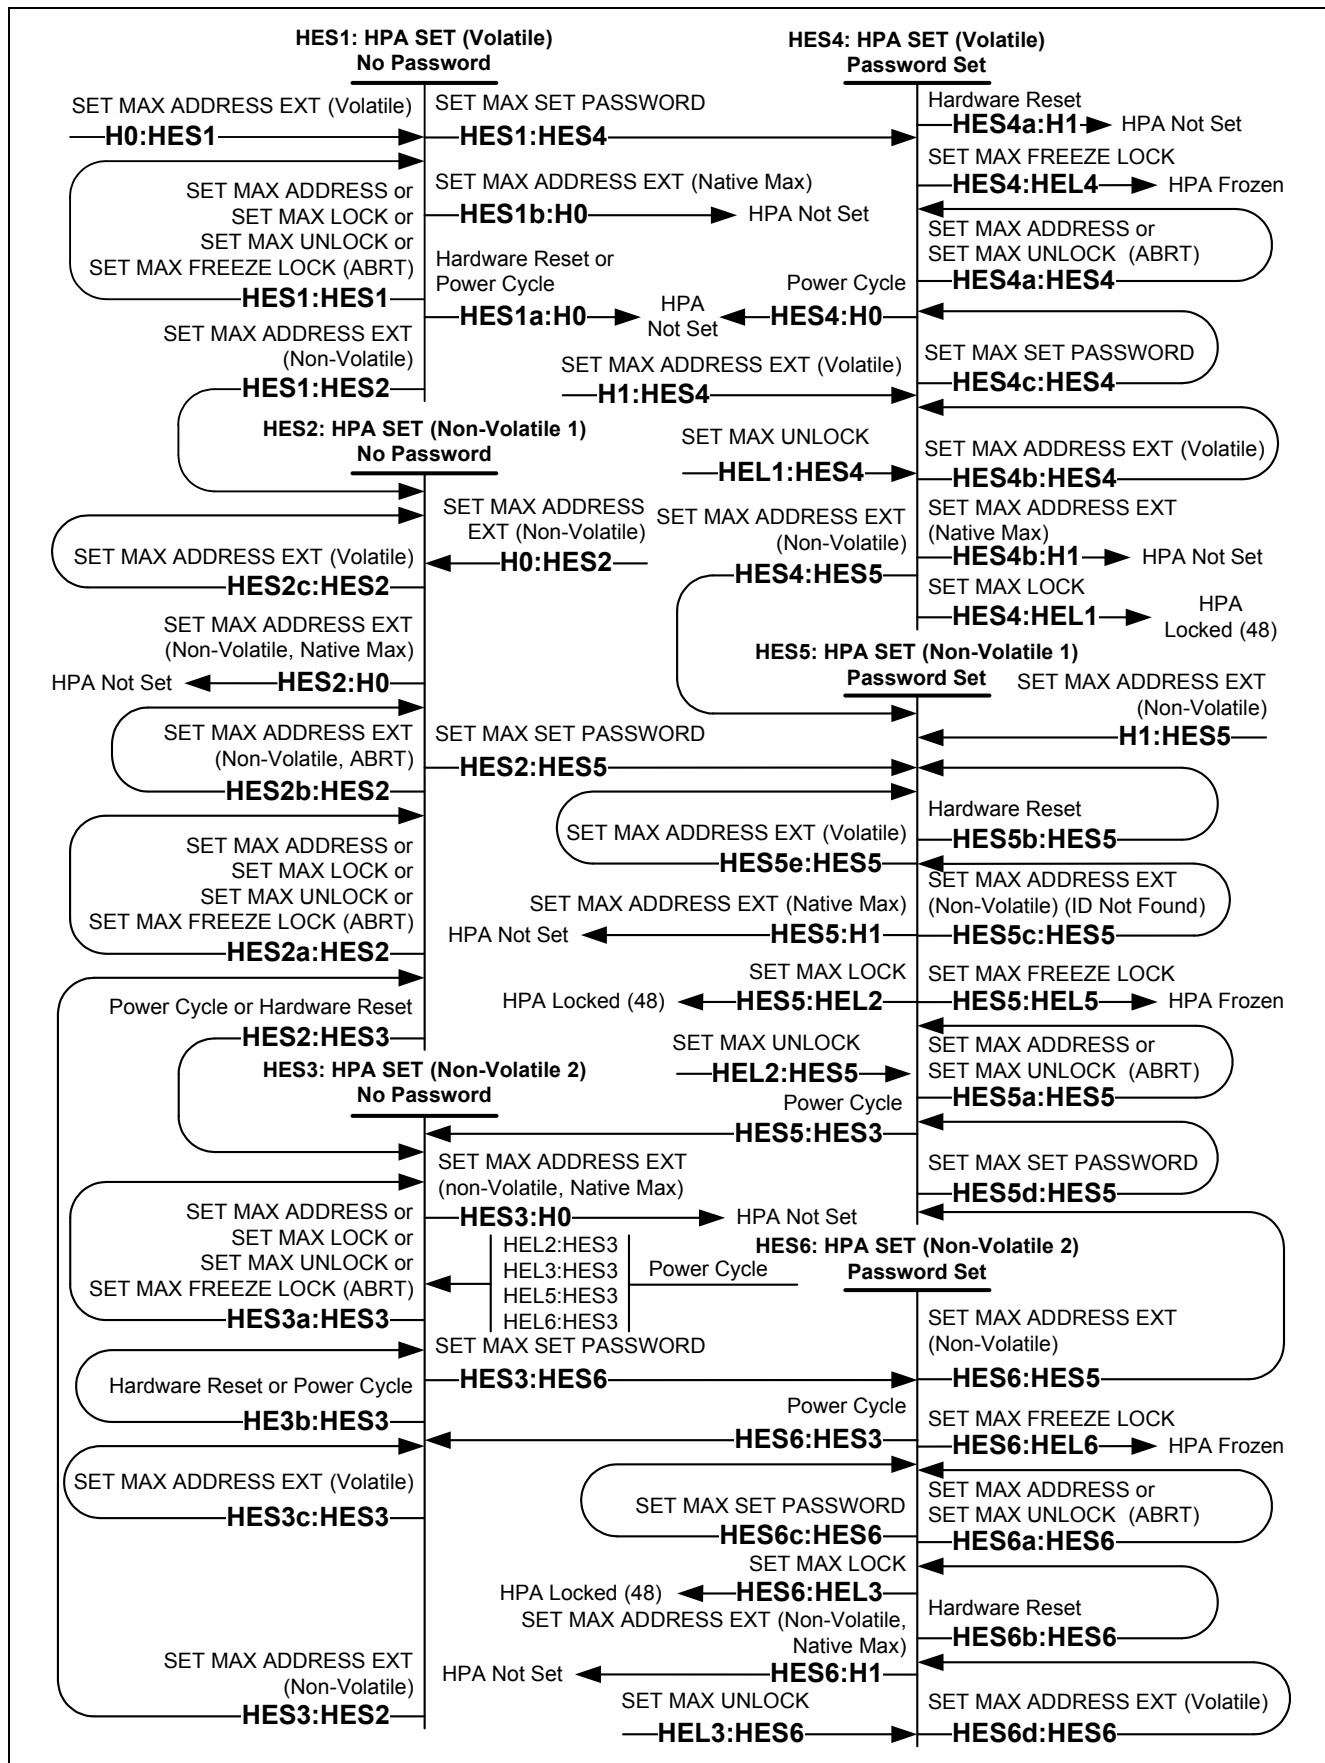 HES1: HPA SET (Volatile)
No Password
SET MAX ADDRESS EXT (Volatile)
H0:HES1
SET MAX SET PASSWORD
HES1:HES4
SET MAX ADDRESS or
SET MAX LOCK or
SET MAX UNLOCK or
SET MAX FREEZE LOCK (ABRT)
HES1:HES1
SET MAX ADDRESS EXT (Native Max)
HES1b:H0
HPA Not Set
Hardware Reset or
Power Cycle
HES1a:H0
HPA
Not Set
SET MAX ADDRESS EXT
(Non-Volatile)
HES1:HES2
HES4: HPA SET (Volatile)
Password Set
Hardware Reset
HES4a:H1
HPA Not Set
SET MAX FREEZE LOCK
HES4:HEL4
HPA Frozen
SET MAX ADDRESS or
SET MAX UNLOCK (ABRT)
HES4a:HES4
Power Cycle
HES4:H0
SET MAX SET PASSWORD
HES4c:HES4
SET MAX ADDRESS EXT (Volatile)
H1:HES4
SET MAX UNLOCK
HEL1:HES4
SET MAX ADDRESS EXT (Volatile)
HES4b:HES4
SET MAX ADDRESS EXT
(Non-Volatile)
HES4:HES5
SET MAX ADDRESS EXT
(Native Max)
HES4b:H1
HPA Not Set
SET MAX LOCK
HES4:HEL1
HPA
Locked (48)
HES2: HPA SET (Non-Volatile 1)
No Password
SET MAX ADDRESS
EXT (Non-Volatile)
H0:HES2
SET MAX ADDRESS EXT (Volatile)
HES2c:HES2
SET MAX ADDRESS EXT
(Non-Volatile, Native Max)
HPA Not Set
HES2:H0
SET MAX ADDRESS EXT
(Non-Volatile, ABRT)
HES2b:HES2
SET MAX SET PASSWORD
HES2:HES5
SET MAX ADDRESS or
SET MAX LOCK or
SET MAX UNLOCK or
SET MAX FREEZE LOCK (ABRT)
HES2a:HES2
Power Cycle or Hardware Reset
HES2:HES3
HES5: HPA SET (Non-Volatile 1)
Password Set
SET MAX ADDRESS EXT
(Non-Volatile)
H1:HES5
Hardware Reset
HES5b:HES5
SET MAX ADDRESS EXT (Volatile)
HES5e:HES5
SET MAX ADDRESS EXT
(Non-Volatile) (ID Not Found)
HES5c:HES5
SET MAX ADDRESS EXT (Native Max)
HPA Not Set
HES5:H1
SET MAX LOCK
HPA Locked (48)
HES5:HEL2
SET MAX FREEZE LOCK
HES5:HEL5
HPA Frozen
SET MAX UNLOCK
HEL2:HES5
SET MAX ADDRESS or
SET MAX UNLOCK (ABRT)
HES5a:HES5
Power Cycle
HES5:HES3
SET MAX SET PASSWORD
HES5d:HES5
HES3: HPA SET (Non-Volatile 2)
No Password
SET MAX ADDRESS EXT
(non-Volatile, Native Max)
HES3:H0
HPA Not Set
SET MAX ADDRESS or
SET MAX LOCK or
SET MAX UNLOCK or
SET MAX FREEZE LOCK (ABRT)
HES3a:HES3
HEL2:HES3
HEL3:HES3
HEL5:HES3
HEL6:HES3
Power Cycle
SET MAX SET PASSWORD
HES3:HES6
Hardware Reset or Power Cycle
HE3b:HES3
SET MAX ADDRESS EXT (Volatile)
HES3c:HES3
SET MAX ADDRESS EXT
(Non-Volatile)
HES3:HES2
HES6: HPA SET (Non-Volatile 2)
Password Set
SET MAX ADDRESS EXT
(Non-Volatile)
HES6:HES5
Power Cycle
HES6:HES3
SET MAX FREEZE LOCK
HES6:HEL6
HPA Frozen
SET MAX SET PASSWORD
HES6c:HES6
SET MAX ADDRESS or
SET MAX UNLOCK (ABRT)
HES6a:HES6
SET MAX LOCK
HPA Locked (48)
HES6:HEL3
Hardware Reset
HES6b:HES6
SET MAX ADDRESS EXT (Non-Volatile,
Native Max)
HPA Not Set
HES6:H1
SET MAX UNLOCK
HEL3:HES6
SET MAX ADDRESS EXT (Volatile)
HES6d:HES6